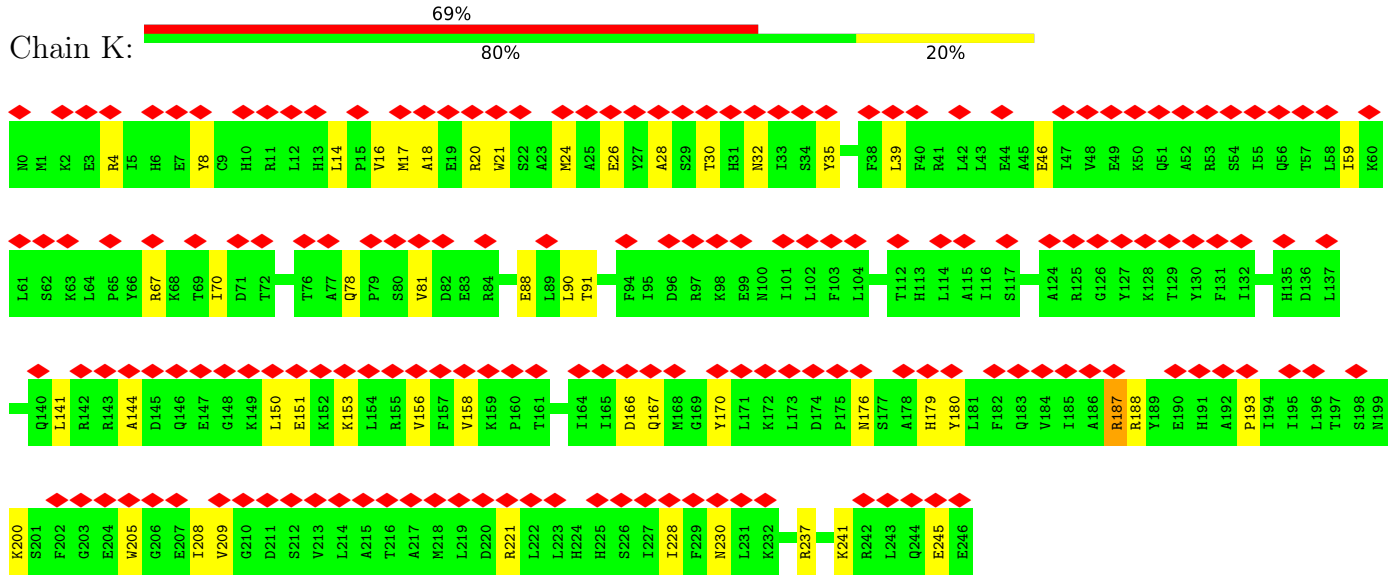 69%
Chain K:
80% 20%
N0 M1 K2 E3 R4 I5 H6 E7 Y8 C9 H10 R11 L12 H13 L14 P15 V16 M17 A18 E19 R20 W21 S22 A23 M24 A25 E26 Y27 A28 S29 T30 H31 N32 I33 S34 Y35 F38 L39 F40 R41 L42 L43 E44 A45 E46 I47 V48 E49 K50 Q51 A52 R53 S54 I55 Q56 T57 L58 I59 K60
L61 S62 K63 L64 P65 Y66 R67 K68 T69 I70 D71 T72 T76 A77 Q78 P79 S80 V81 D82 E83 R84 E88 L89 L90 T91 F94 I95 D96 R97 K98 E99 N100 I101 L102 F103 L104 T112 H113 L114 A115 I116 S117 A124 R125 G126 Y127 K128 T129 Y130 F131 I132 H135 D136 L137
Q140 L141 R142 R143 A144 D145 Q146 E147 G148 K149 L150 E151 K152 K153 L154 R155 V156 F157 V158 K159 P160 T161 I164 I165 D166 Q167 M168 G169 Y170 L171 K172 L173 D174 P175 N176 S177 A178 H179 Y180 L181 F182 Q183 V184 I185 A186 R187 R188 Y189 E190 H191 A192 P193 I194 I195 L196 T197 S198 N199
K200 S201 F202 G203 E204 W205 G206 E207 I208 V209 G210 D211 S212 V213 L214 A215 T216 A217 M218 L219 D220 R221 L222 L223 H224 H225 S226 I227 I228 F229 N230 L231 K232 R237 K241 R242 L243 Q244 E245 E246